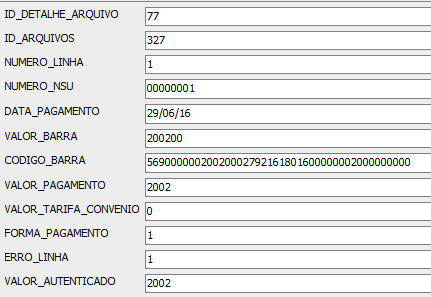 ID_DETALHE_ARQUIVO 77
ID_ARQUIVOS 327
NUMERO_LINHA 1
NUMERO_NSU 00000001
DATA_PAGAMENTO 29/06/16
VALOR_BARRA 200200
CODIGO_BARRA 56900000020020002792161801600000002000000000
VALOR_PAGAMENTO 2002
VALOR_TARIFA_CONVENIO 0
FORMA_PAGAMENTO 1
ERRO_LINHA 1
VALOR_AUTENTICADO 2002